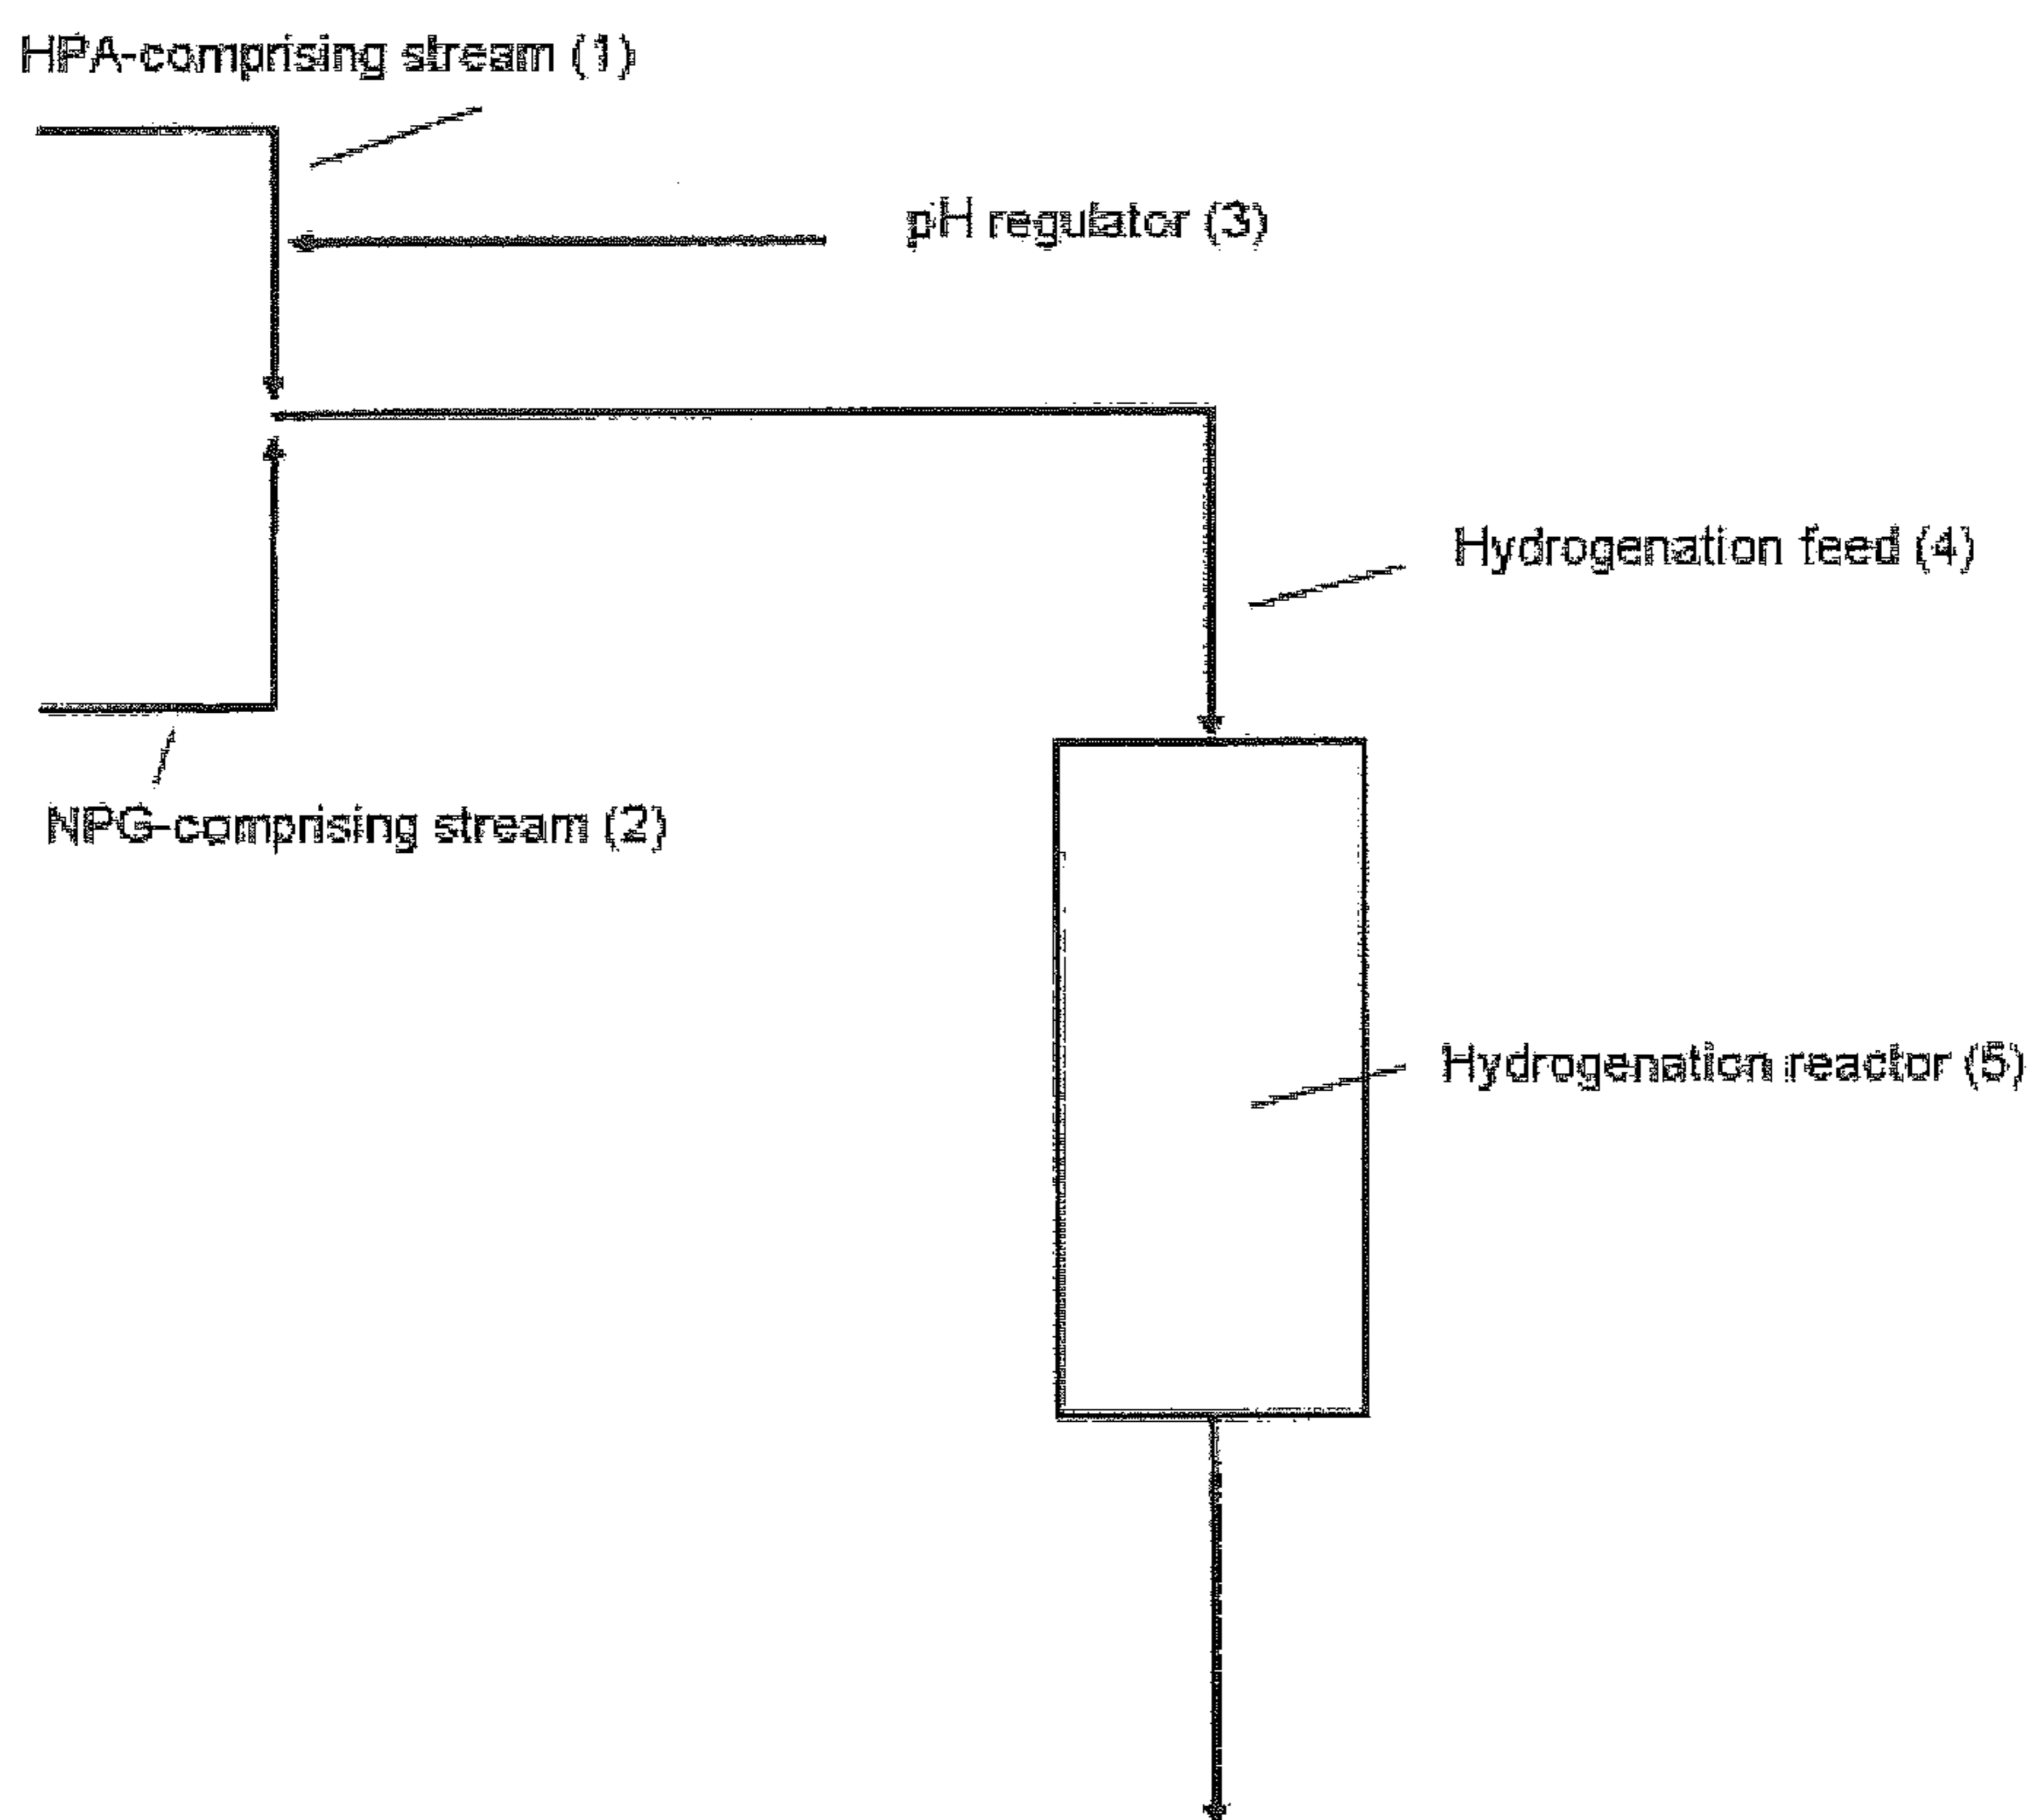 HPA-comprising stream (1)
pH regulator (3)
Hydrogenation feed (4)
NPG-comprising stream (2)
Hydrogenation reactor (5)